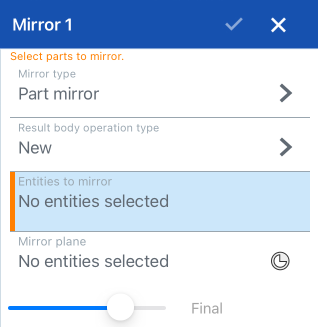 Mirror 1
Select parts to mirror.
Mirror type
Part mirror
Result body operation type
New
Entities to mirror
No entities selected
Mirror plane
No entities selected
Final